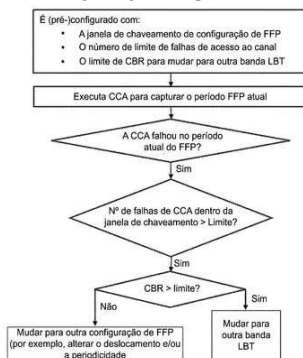 É (pré-)configurado com:
• A janela de chaveamento de configuração de FFP
• O número de limite de falhas de acesso ao canal
• O limite de CBR para mudar para outra banda LBT
Executa CCA para capturar o período FFP atual
A CCA falhou no período
atual do FFP?
Sim
Nº de falhas de CCA dentro da
janela de chaveamento > Limite?
Sim
CBR > limite?
Não
Sim
Mudar para outra configuração de FFP
(por exemplo, alterar o deslocamento e/ou
a periodicidade
Mudar para
outra banda
LBT